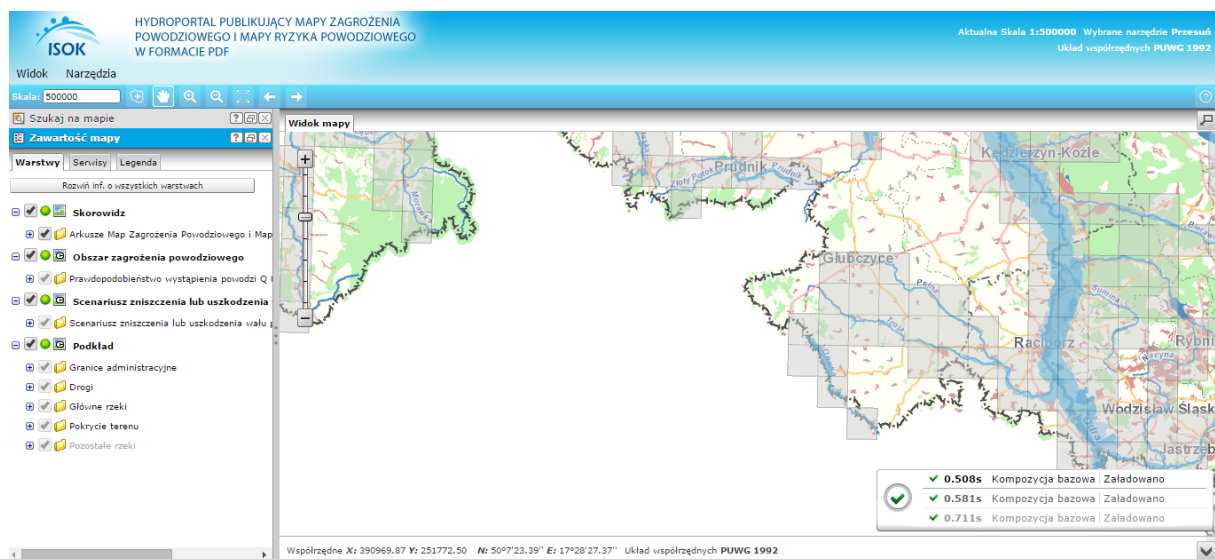 ISOK
HYDROPORTAL PUBLIKUJĄCY MAPY ZAGROŻENIA
POWODZIOWEGO I MAPY RYZYKA POWODZIOWEGO
W FORMACIE PDF
Aktualna Skala 1:500000 Wybrane narzędzie Przesuń
Układ współrzędnych PUWG 1992
Widok Narzędzia
Skala: 500000
Szukaj na mapie
Zawartość mapy
Warstwy Serwisy Legenda
Rozwiń inf. o wszystkich warstwach
Skorowidz
Arkusze Map Zagrożenia Powodziowego i Map
Obszar zagrożenia powodziowego
Prawdopodobieństwo wystąpienia powodzi Q
Scenariusz zniszczenia lub uszkodzenia
Scenariusz zniszczenia lub uszkodzenia wału
Podkład
Granice administracyjne
Drogi
Główne rzeki
Pokrycie terenu
Pozostałe rzeki
Widok mapy
Kędzierzyn-Koźle
Prudnik
Złoty Potok
Prudnik
Morawka
Głubczyce
Psina
Troja
Opawa
Sumina
Racibórz
Nacyna
Rybni
Wodzisław Śląsk
Odra
Jastrzęb
0.508s Kompozycja bazowa Załadowano
0.581s Kompozycja bazowa Załadowano
0.711s Kompozycja bazowa Załadowano
Współrzędne X: 390969.87 Y: 251772.50 N: 50°7'23.39'' E: 17°28'27.37'' Układ współrzędnych PUWG 1992